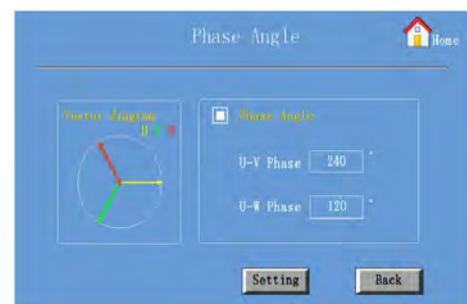 Phase Angle
Home
Vector diagram
U V W
Phase Angle
U-V Phase 240 °
U-W Phase 120 °
Setting
Back